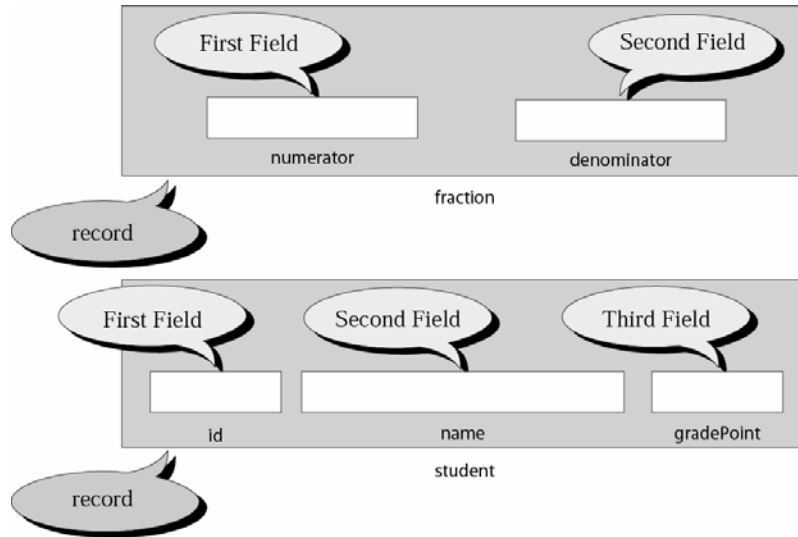 First Field
Second Field
numerator
denominator
fraction
record
First Field
Second Field
Third Field
id
name
gradePoint
student
record